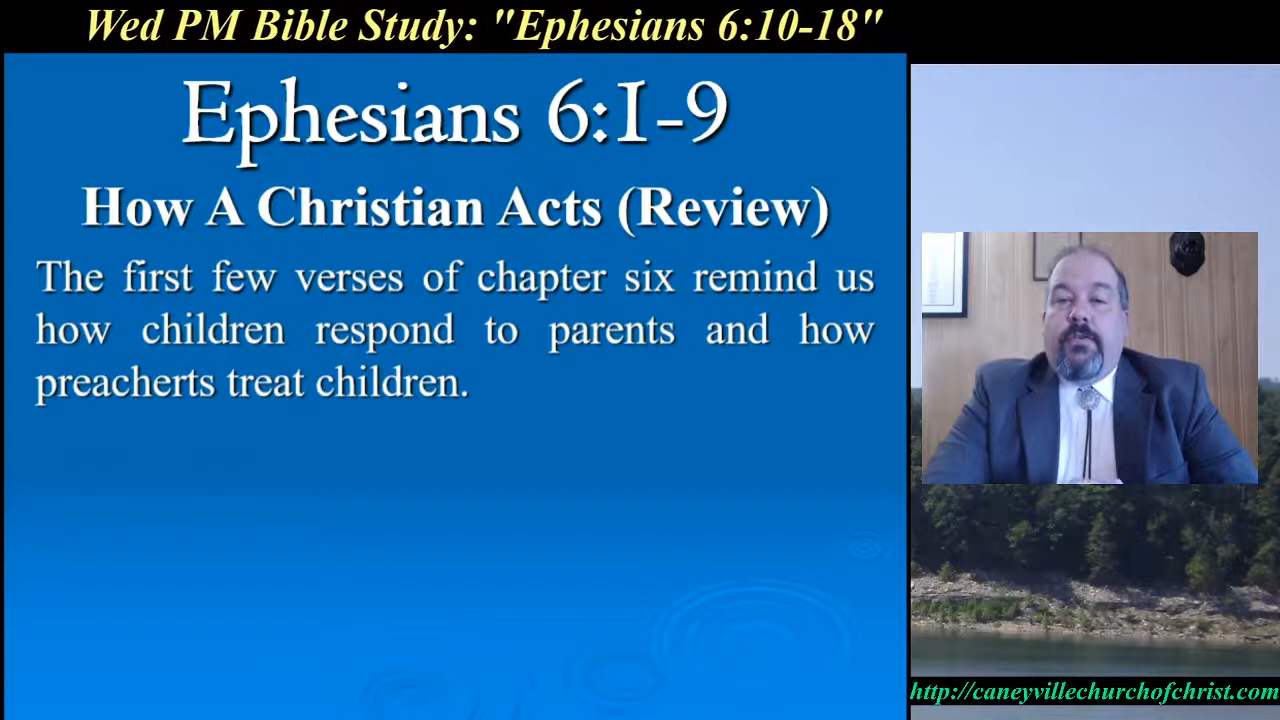 Wed PM Bible Study: "Ephesians 6:10-18"
Ephesians 6:1-9
How A Christian Acts (Review)
The first few verses of chapter six remind us
how children respond to parents and how
preacherts treat children.
http://caneyvillechurchofchrist.com